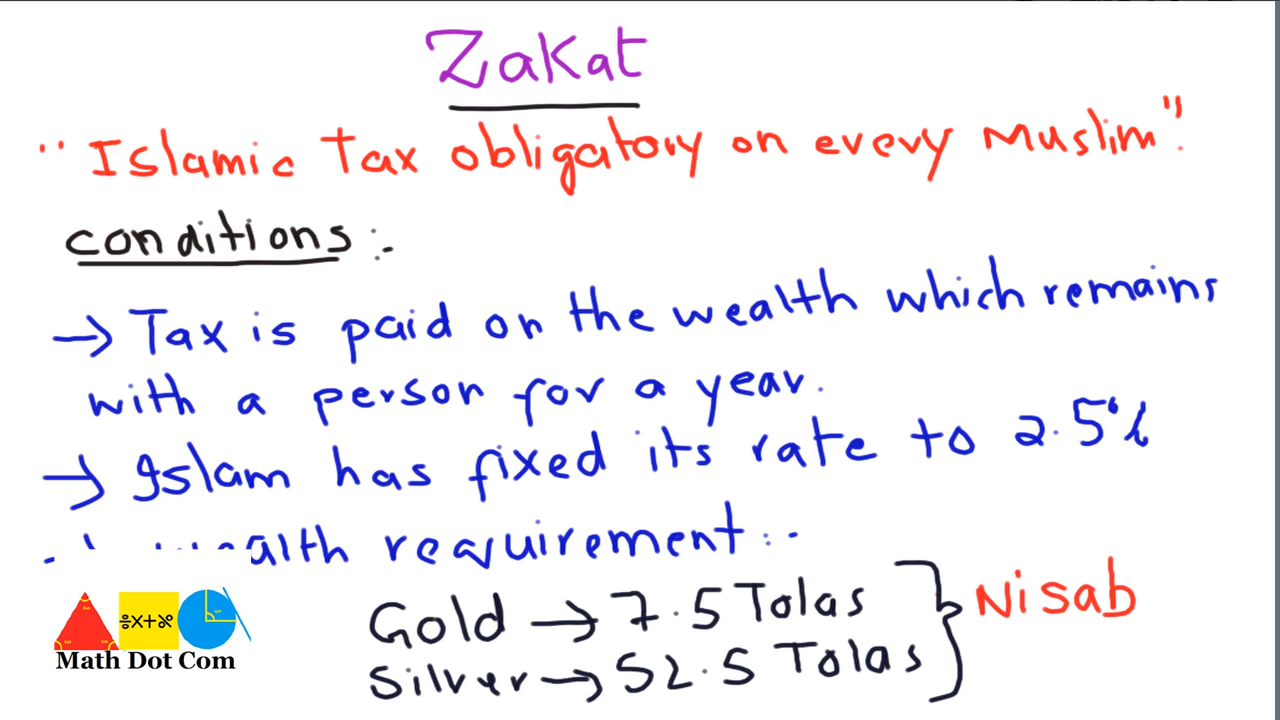 Zakat
"Islamic Tax obligatory on every Muslim".
conditions :-
→ Tax is paid on the wealth which remains
with a person for a year.
→ Islam has fixed its rate to 2.5%
wealth requirement :-
Gold → 7.5 Tolas
Silver → 52.5 Tolas
Nisab
÷x+%
Math Dot Com